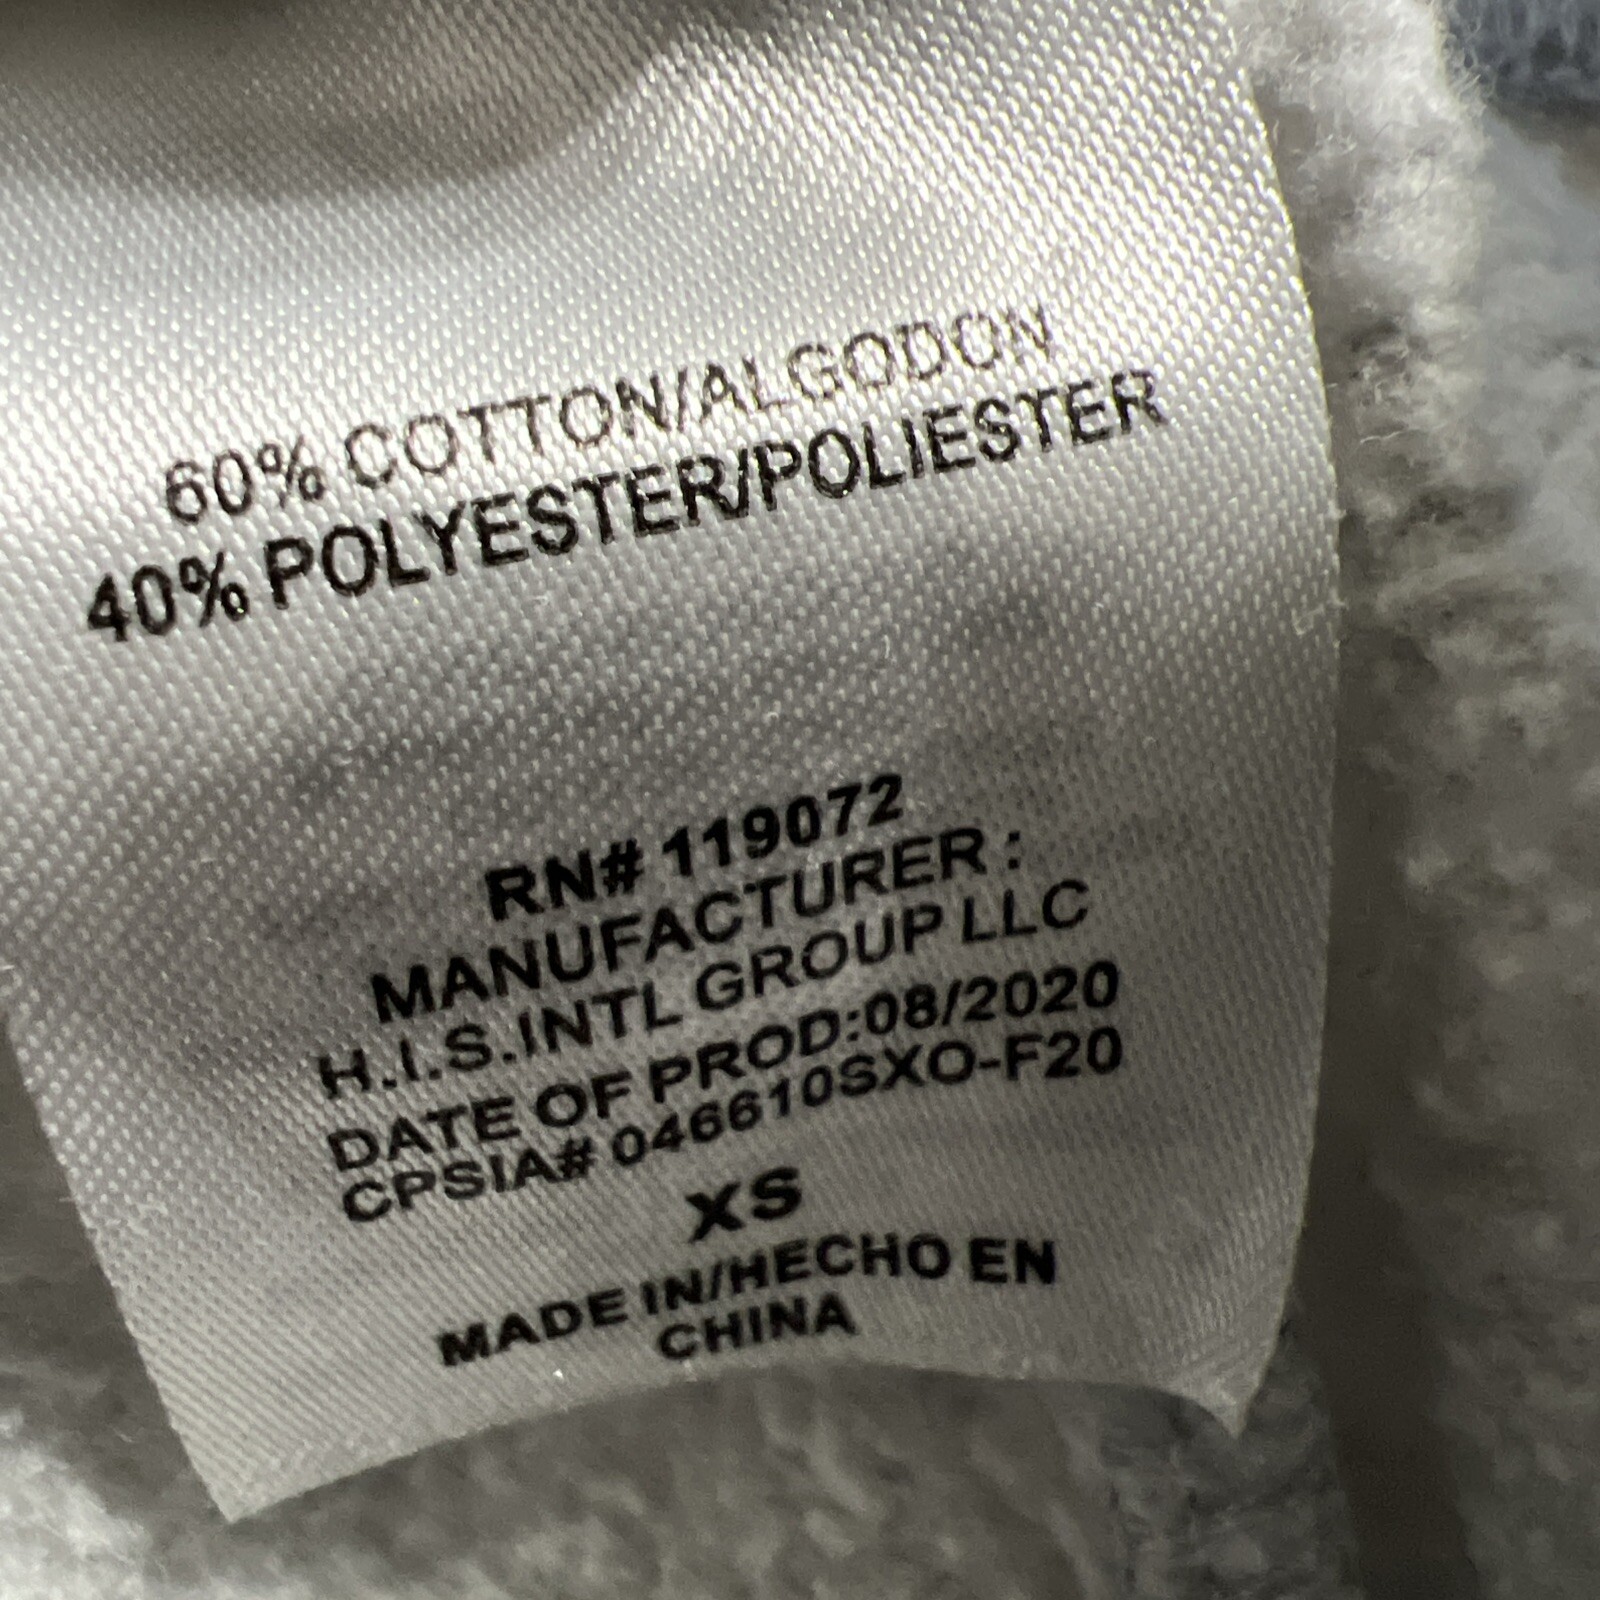 60% COTTON/ALGODON
40% POLYESTER/POLIESTER
RN# 119072
MANUFACTURER :
H.I.S.INTL GROUP LLC
DATE OF PROD:08/2020
CPSIA# 046610SXO-F20
XS
MADE IN/HECHO EN
CHINA